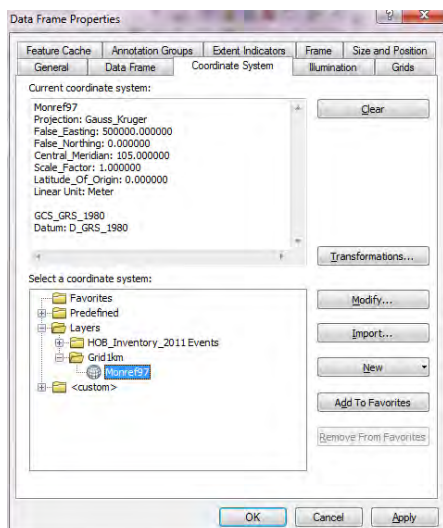 Data Frame Properties
Feature Cache Annotation Groups Extent Indicators Frame Size and Position
General Data Frame Coordinate System Illumination Grids
Current coordinate system:
Monref97
Projection: Gauss_Kruger
False_Easting: 500000.000000
False_Northing: 0.000000
Central_Meridian: 105.000000
Scale_Factor: 1.000000
Latitude_Of_Origin: 0.000000
Linear Unit: Meter
GCS_GRS_1980
Datum: D_GRS_1980
Clear
Transformations...
Select a coordinate system:
Favorites
Predefined
Layers
HOB_Inventory_2011 Events
Grid1km
Monref97
<custom>
Modify...
Import...
New
Add To Favorites
Remove From Favorites
OK Cancel Apply